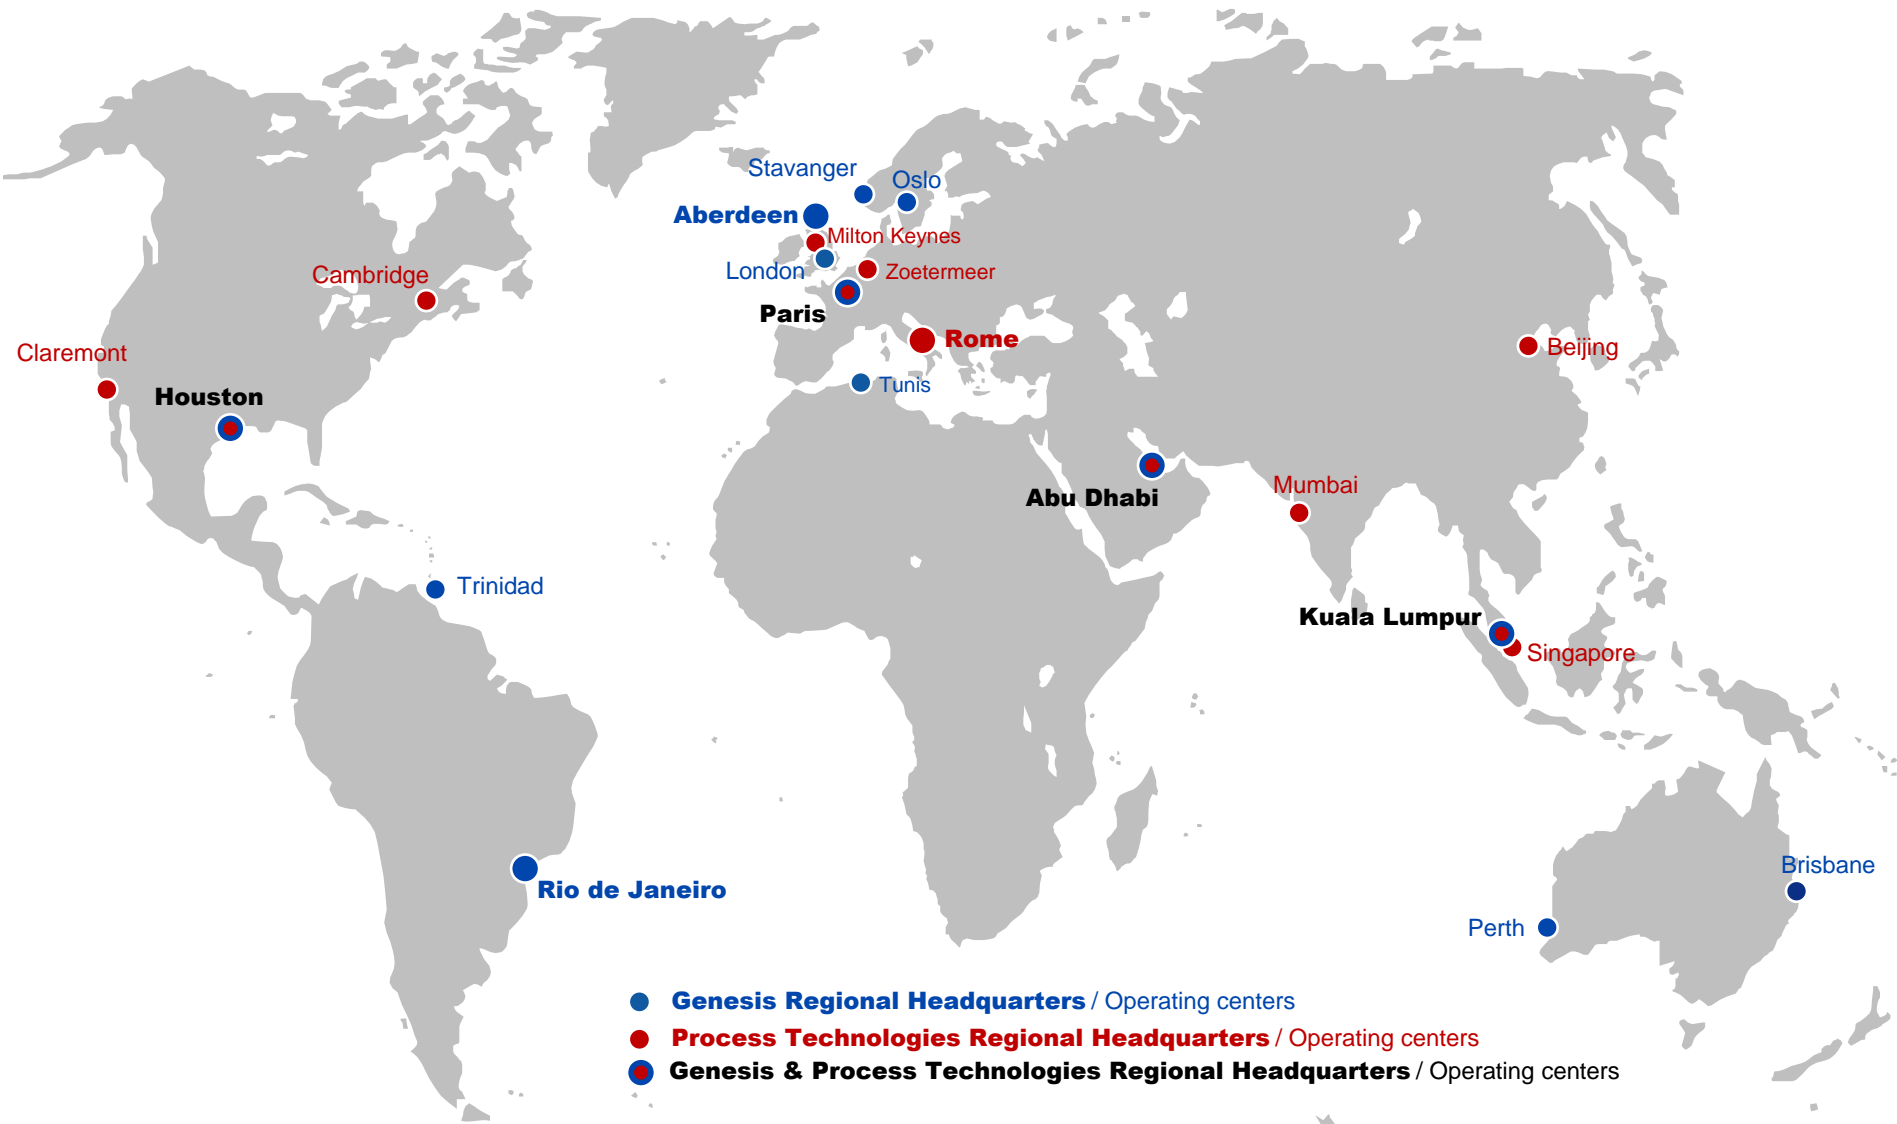 Stavanger
Oslo
Aberdeen
Milton Keynes
London
Zoetermeer
Cambridge
Paris
Rome
Beijing
Claremont
Tunis
Houston
Mumbai
Abu Dhabi
Trinidad
Kuala Lumpur
Singapore
Brisbane
Rio de Janeiro
Perth
Genesis Regional Headquarters / Operating centers
Process Technologies Regional Headquarters / Operating centers
Genesis & Process Technologies Regional Headquarters / Operating centers